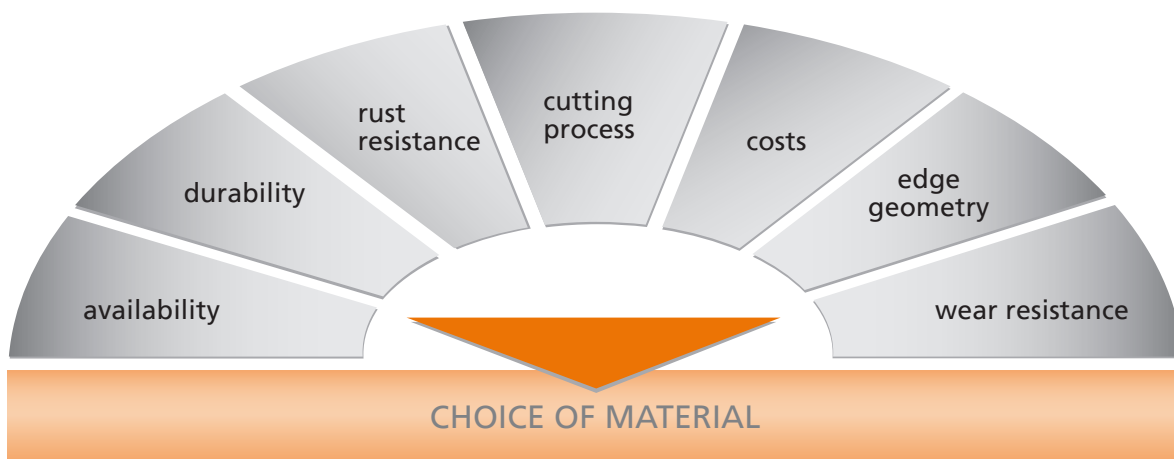 availability
durability
rust
resistance
cutting
process
costs
edge
geometry
wear resistance
CHOICE OF MATERIAL